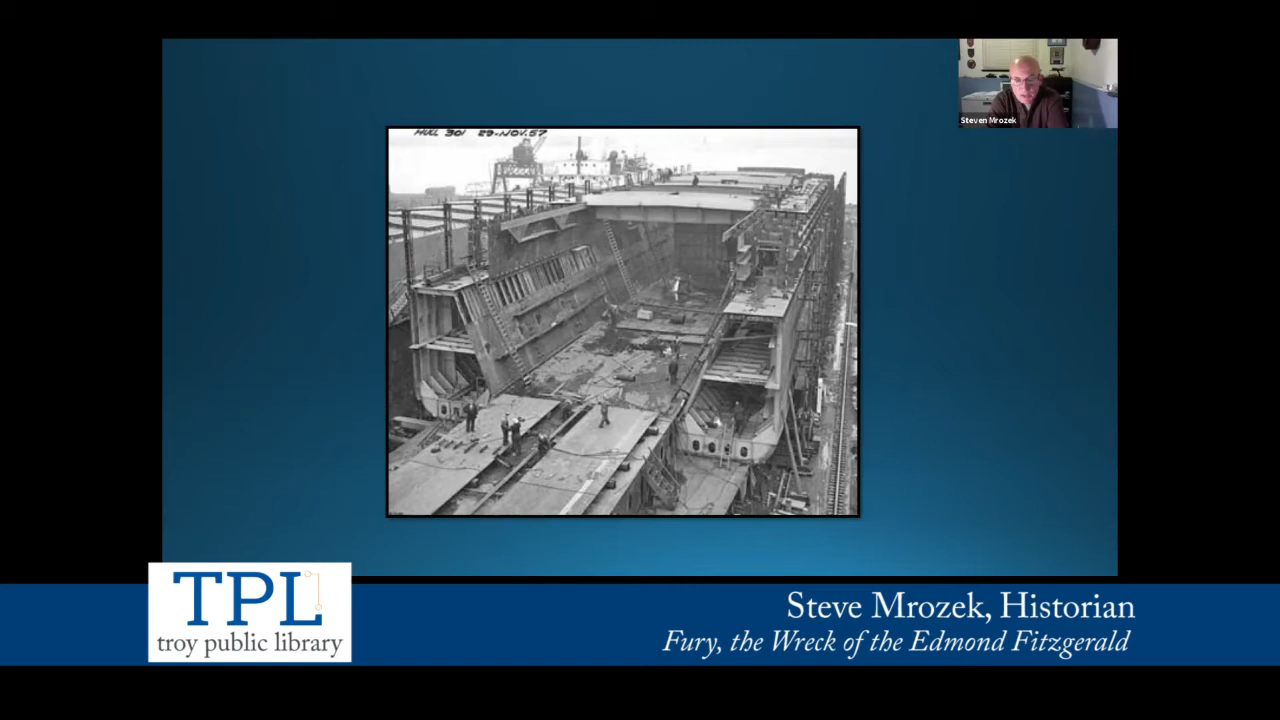 HULL 301 29-NOV.57
Steven Mrozek
TPL
troy public library
Steve Mrozek, Historian
Fury, the Wreck of the Edmond Fitzgerald